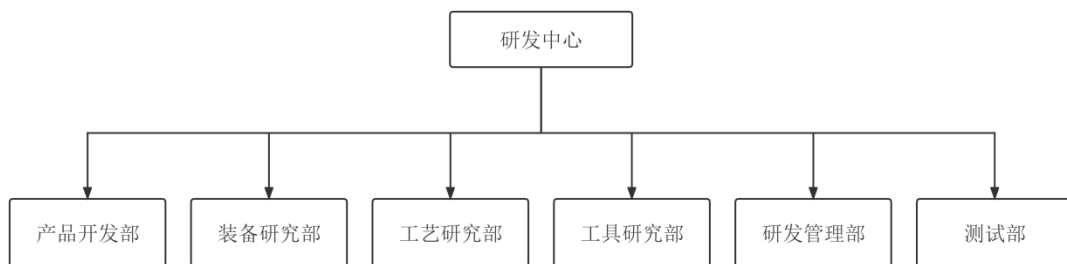 研发中心
产品开发部
装备研究部
工艺研究部
工具研究部
研发管理部
测试部